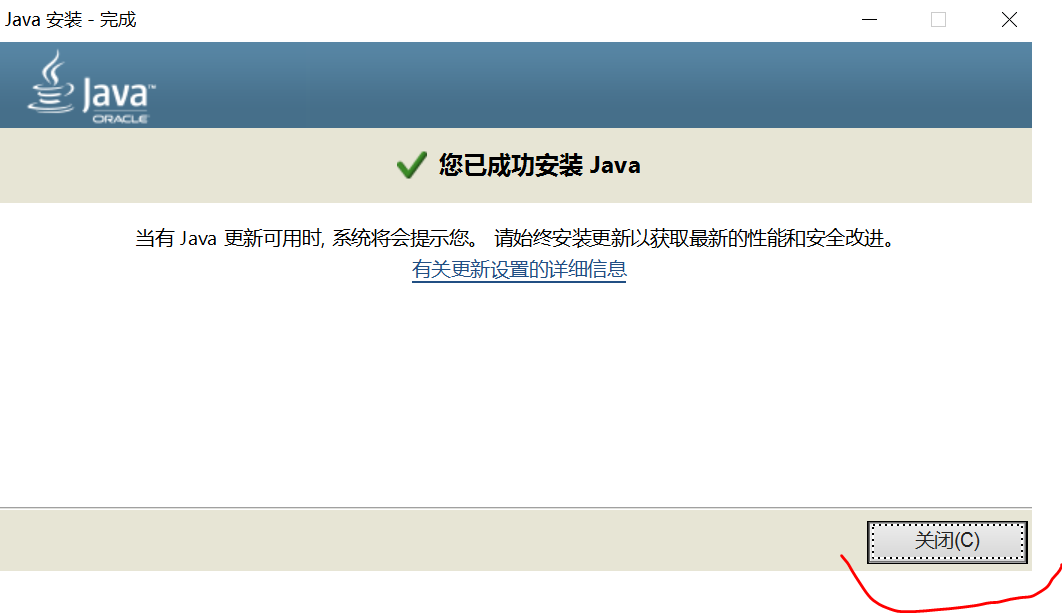 Java 安装 - 完成
Java™
ORACLE
您已成功安装 Java
当有 Java 更新可用时, 系统将会提示您。 请始终安装更新以获取最新的性能和安全改进。
有关更新设置的详细信息
关闭(C)